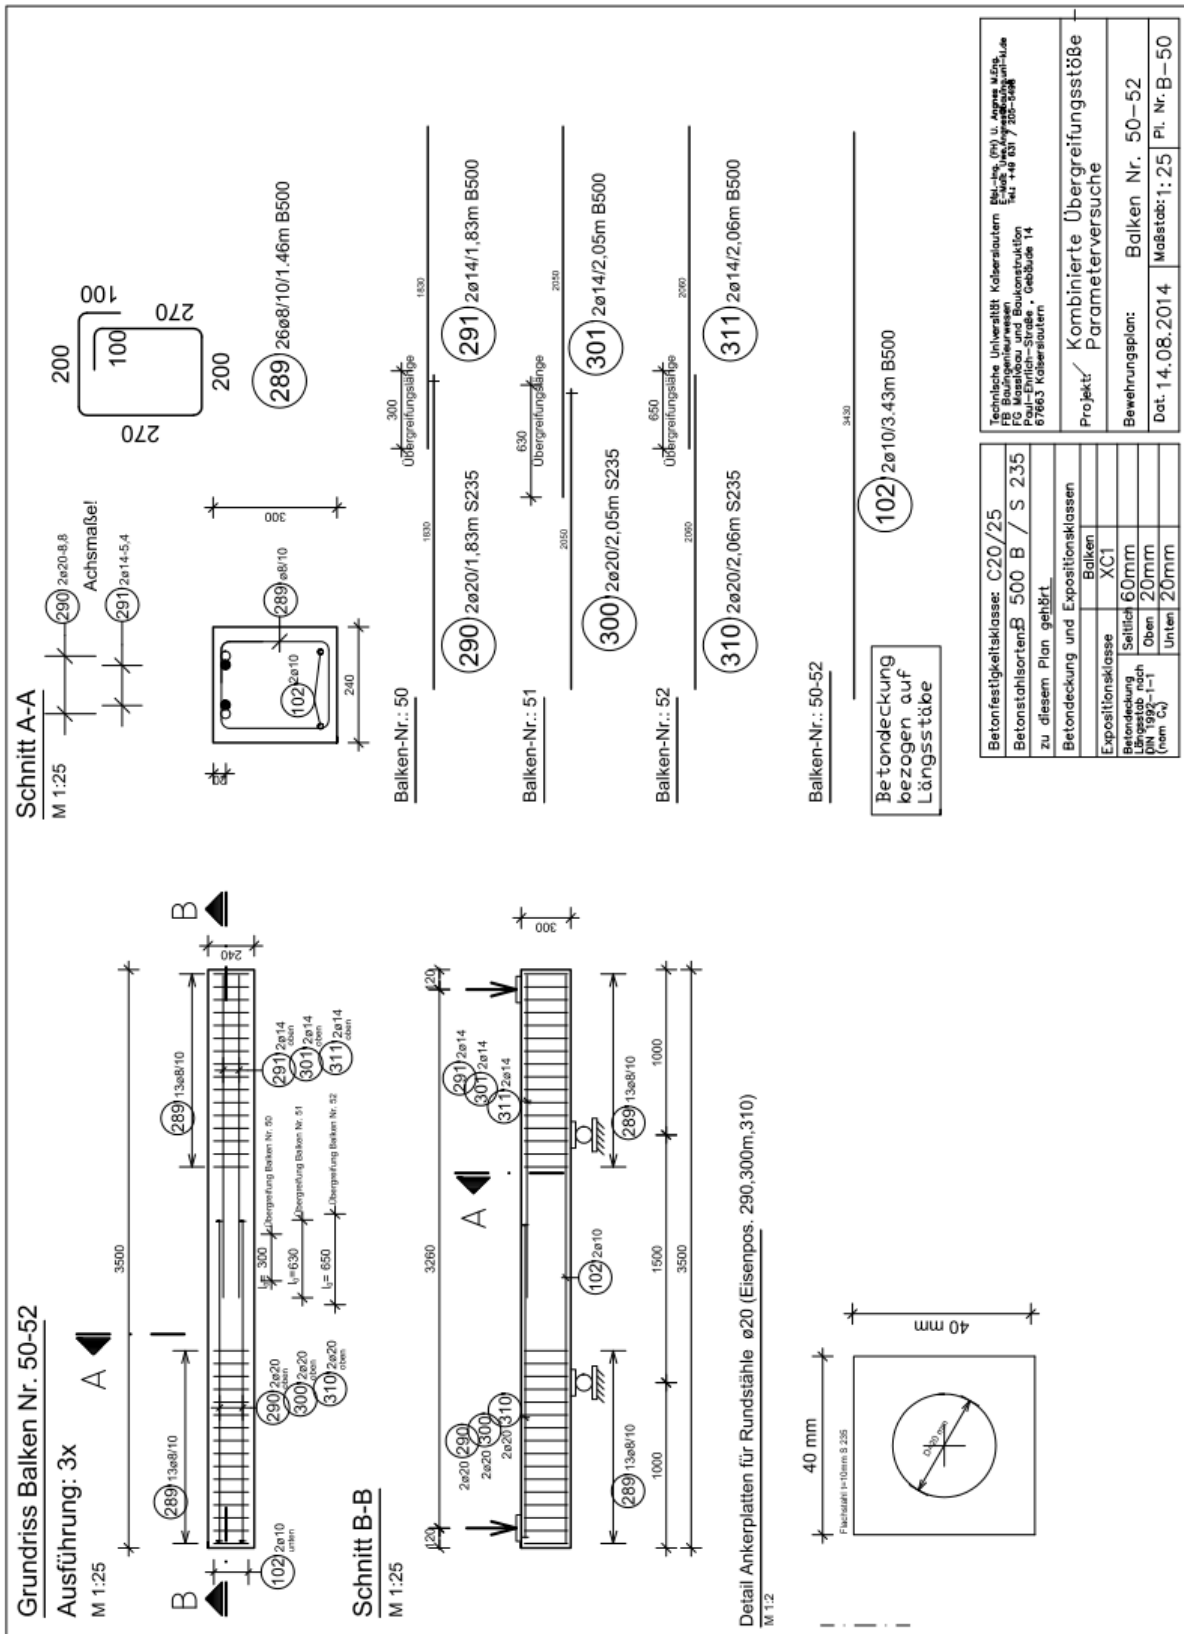 Grundriss Balken Nr. 50-52
Ausführung: 3x
M 1:25
A
3500
B
B
240
289 13ø8/10
289 13ø8/10
102 2ø10
unten
290 2ø20
oben
300 2ø20
oben
310 2ø20
oben
291 2ø14
oben
301 2ø14
oben
311 2ø14
oben
300
Übergreifung Balken Nr. 50
630
Übergreifung Balken Nr. 51
650
Übergreifung Balken Nr. 52
Schnitt B-B
M 1:25
120
3260
120
300
A
2ø20 290
2ø20 300
2ø20 310
291 2ø14
301 2ø14
311 2ø14
102 2ø10
289 13ø8/10
289 13ø8/10
1000
1500
1000
3500
Detail Ankerplatten für Rundstähle ø20 (Eisenpos. 290,300m,310)
M 1:2
40 mm
40 mm
Flachstahl t=10mm S 235
Schnitt A-A
M 1:25
290 2ø20-8,8
Achsmaße!
291 2ø14-5,4
289 ø8/10
102 2ø10
300
240
200
100
100
270
270
200
289 26ø8/10/1.46m B500
Balken-Nr.: 50
1830
300
Übergreifungslänge
1830
290 2ø20/1,83m S235
291 2ø14/1,83m B500
Balken-Nr.: 51
2050
630
Übergreifungslänge
2050
300 2ø20/2,05m S235
301 2ø14/2,05m B500
Balken-Nr.: 52
2060
650
Übergreifungslänge
2060
310 2ø20/2,06m S235
311 2ø14/2,06m B500
Balken-Nr.: 50-52
3430
102 2ø10/3.43m B500
Betondeckung
bezogen auf
Längsstäbe
Betonfestigkeitsklasse: C20/25
Betonstahlsorten: B 500 B / S 235
zu diesem Plan gehört
Betondeckung und Expositionsklassen
Balken
Expositionsklasse XC1
Betondeckung
Längsstab nach
DIN 1992-1-1
Seitlich 60mm
Oben 20mm
Unten 20mm
Technische Universität Kaiserslautern
FB Bauingenieurwesen
FG Massivbau und Baukonstruktion
Paul-Ehrlich-Straße , Gebäude 14
67663 Kaiserslautern
Projekt: Kombinierte Übergreifungsstöße
Parameterversuche
Bewehrungsplan: Balken Nr. 50-52
Dat. 14.08.2014 Maßstab: 1:25 Pl. Nr. B-50